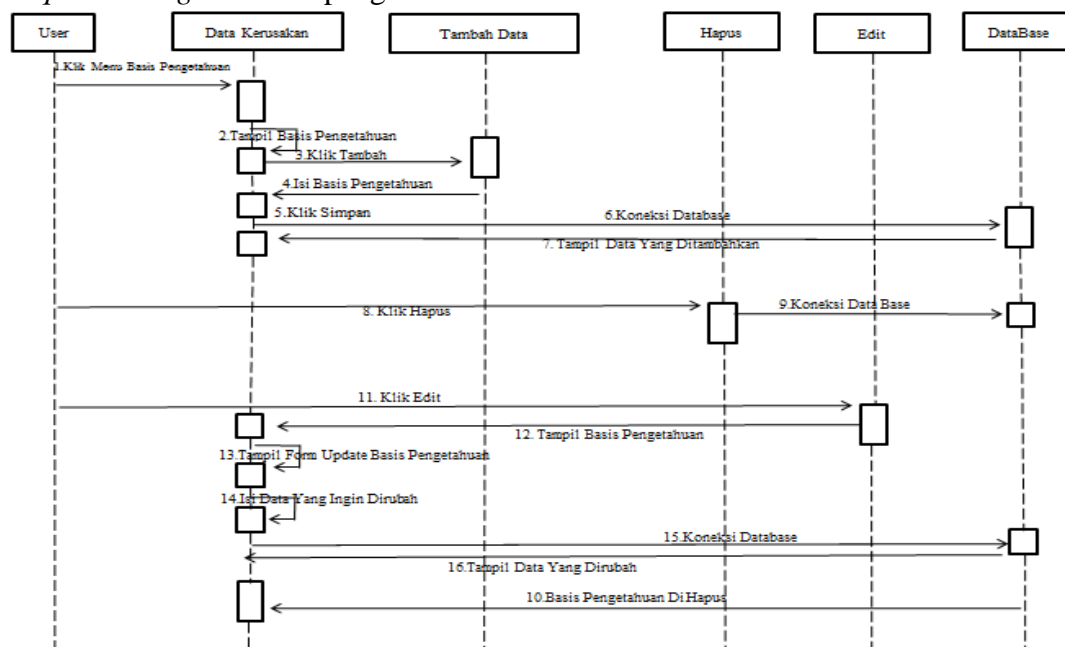 User
Data Kerusakan
Tambah Data
Hapus
Edit
DataBase
1.Klik Menu Basis Pengetahuan
2.Tampil Basis Pengetahuan
3.Klik Tambah
4.Isi Basis Pengetahuan
5.Klik Simpan
6.Koneksi Database
7. Tampil Data Yang Ditambahkan
8. Klik Hapus
9.Koneksi Data Base
11. Klik Edit
12. Tampil Basis Pengetahuan
13.Tampil Form Update Basis Pengetahuan
14.Isi Data Yang Ingin Dirubah
15.Koneksi Database
16.Tampil Data Yang Dirubah
10.Basis Pengetahuan Di Hapus